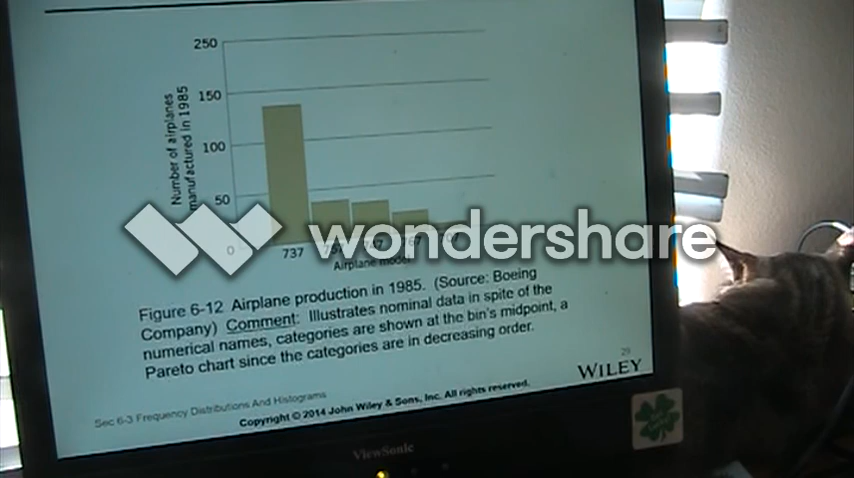 250
150
100
50
0
Number of airplanes
manufactured in 1985
737
767
Airplane model
wondershare
Figure 6-12 Airplane production in 1985. (Source: Boeing
Company) Comment: Illustrates nominal data in spite of the
numerical names, categories are shown at the bin's midpoint, a
Pareto chart since the categories are in decreasing order.
29
WILEY
Sec 6-3 Frequency Distributions And Histograms
Copyright © 2014 John Wiley & Sons, Inc. All rights reserved.
ViewSonic